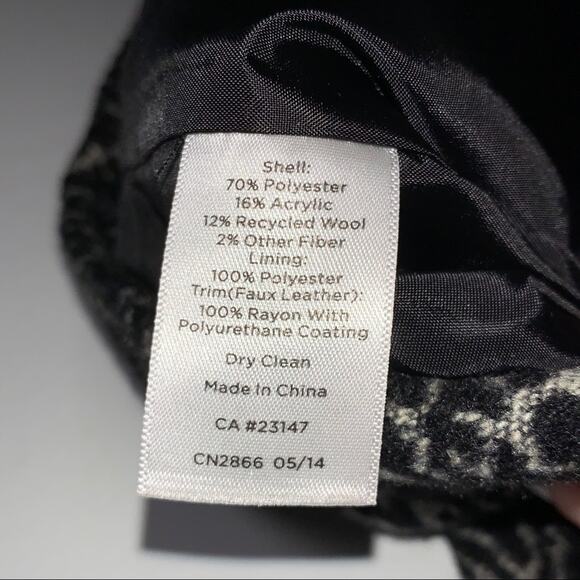 Shell:
70% Polyester
16% Acrylic
12% Recycled Wool
2% Other Fiber
Lining:
100% Polyester
Trim(Faux Leather):
100% Rayon With
Polyurethane Coating
Dry Clean
Made In China
CA #23147
CN2866 05/14